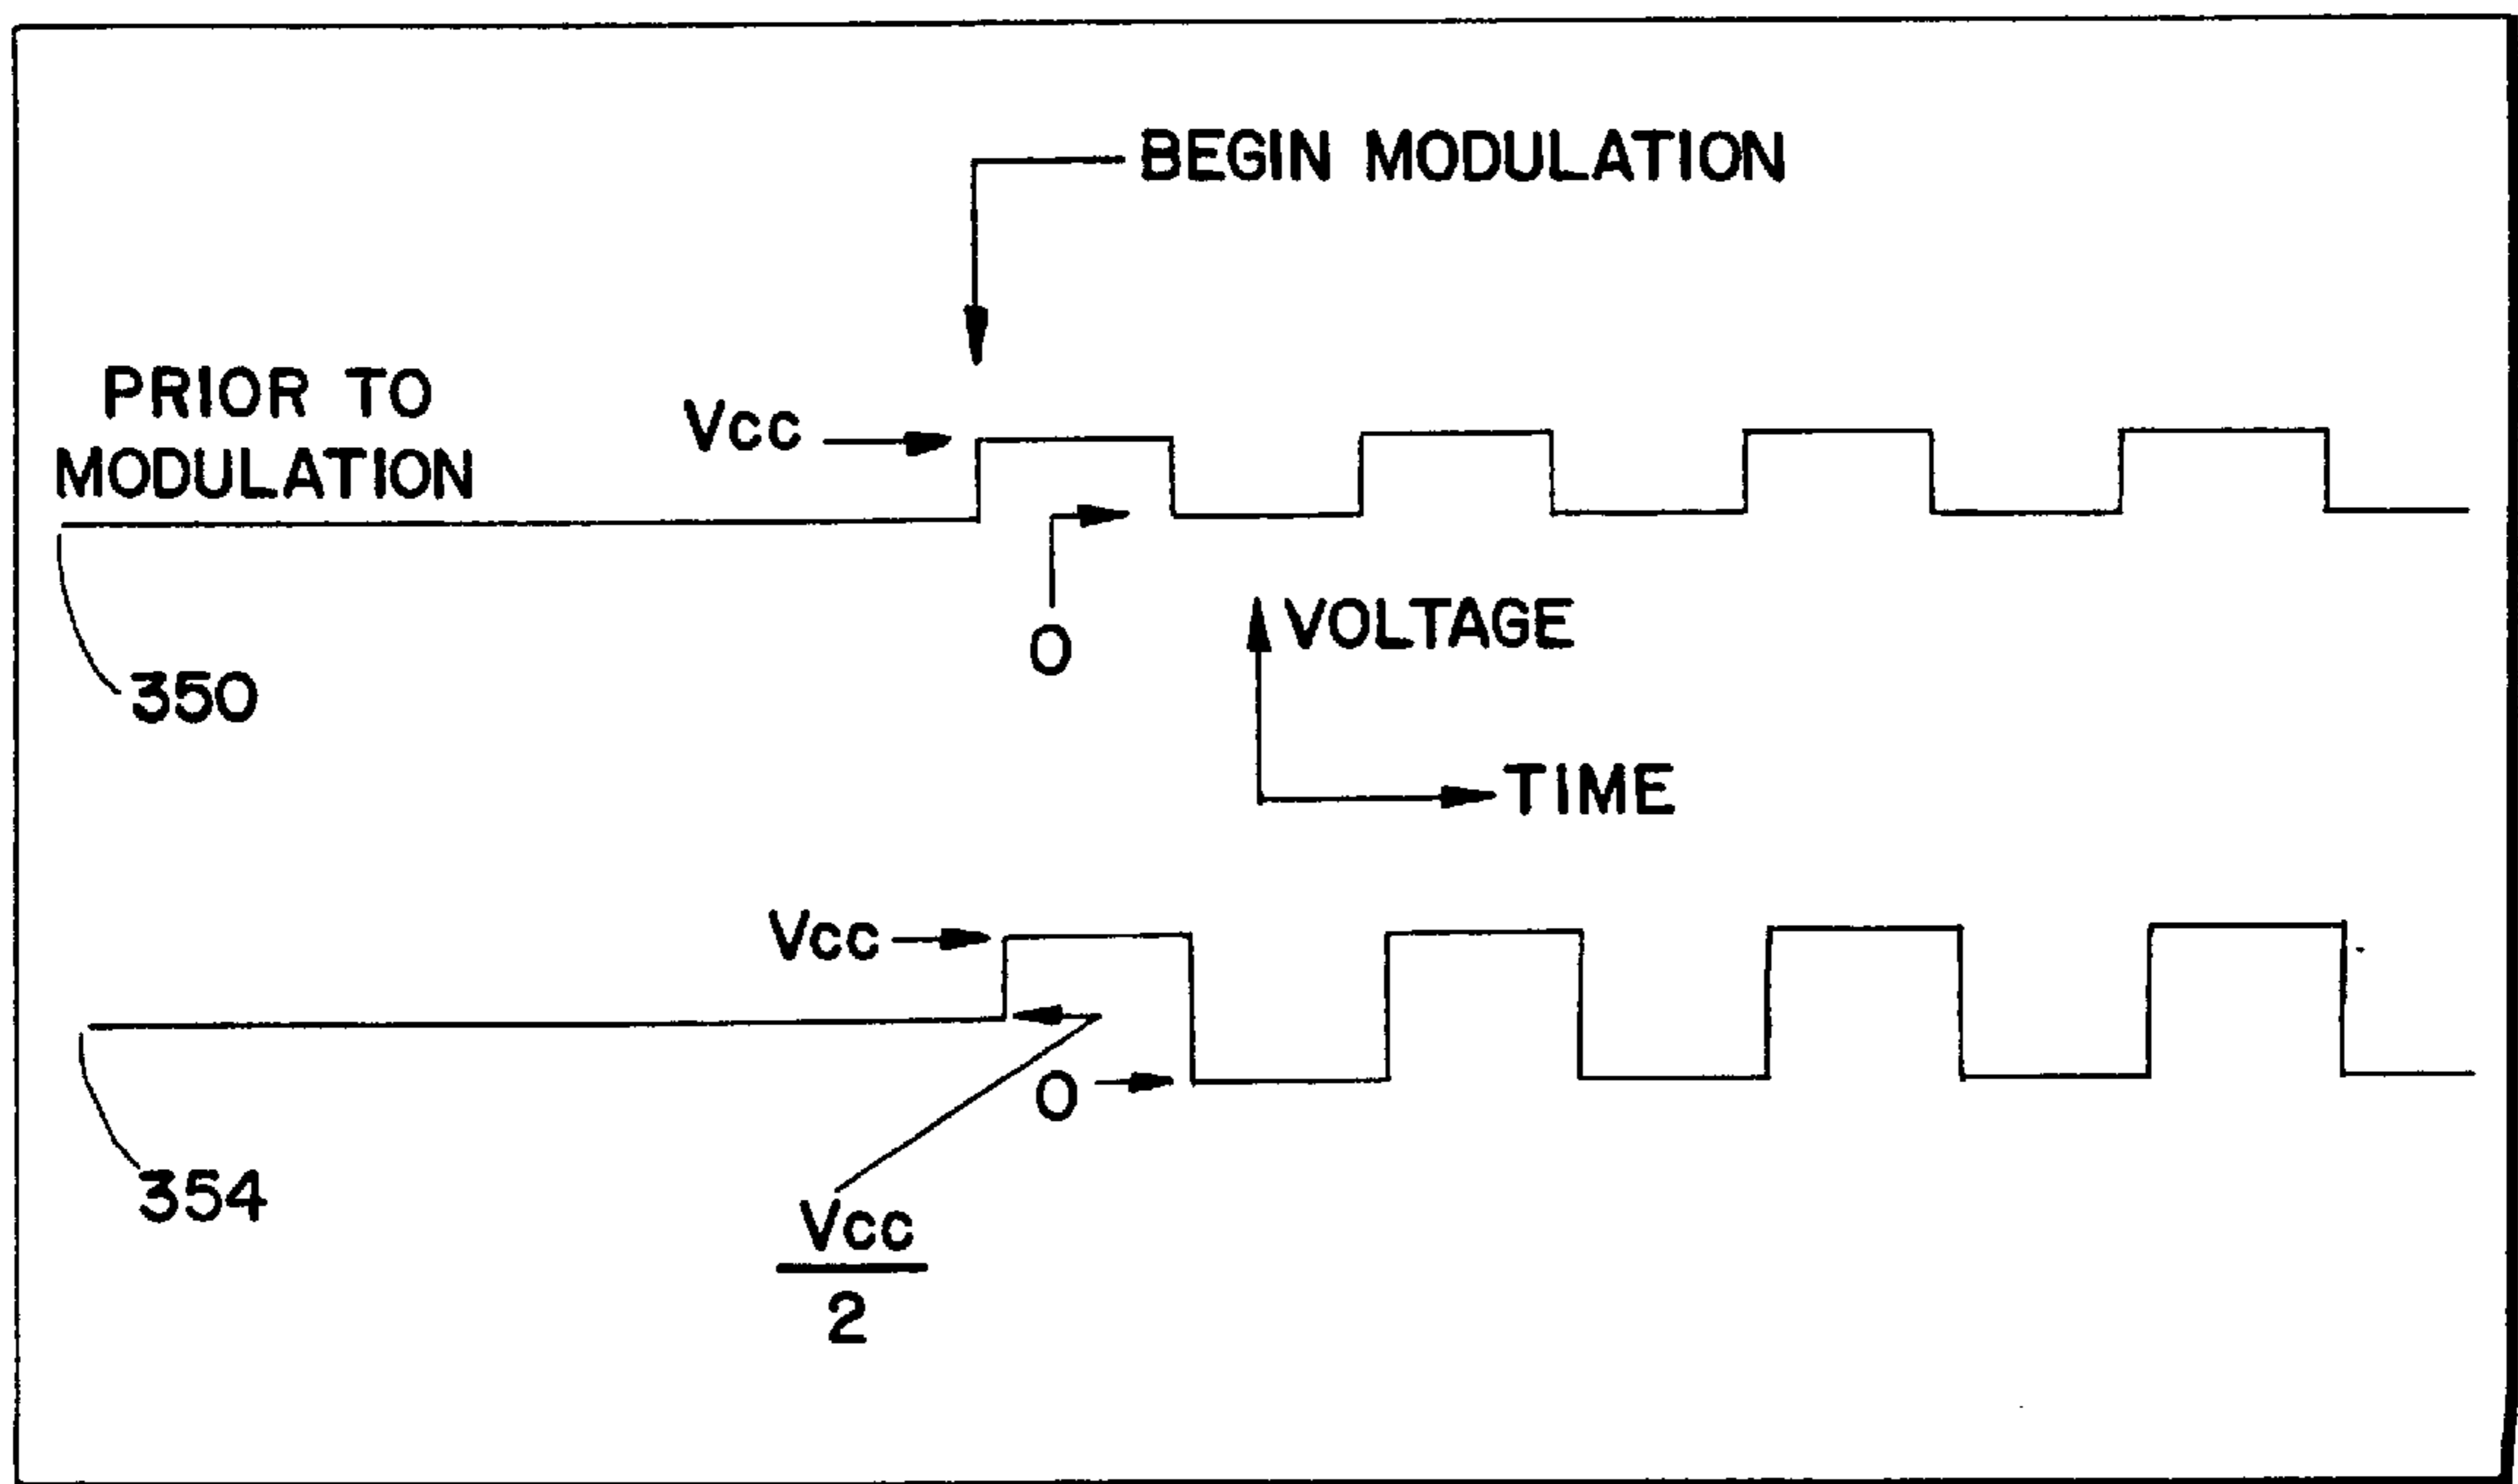 BEGIN MODULATION
PRIOR TO
MODULATION
Vcc
0
350
VOLTAGE
TIME
Vcc
0
354
Vcc
2